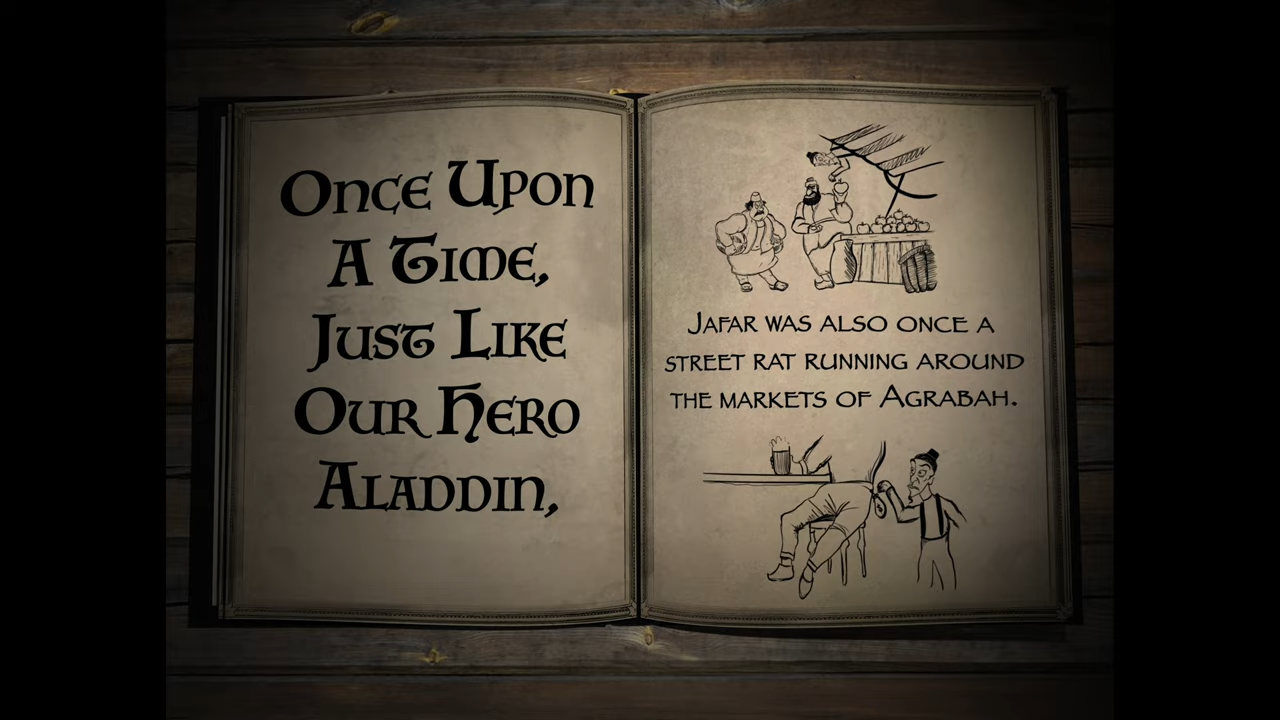 Once Upon
A Time,
Just Like
Our Hero
Aladdin,
Jafar was also once a
street rat running around
the markets of Agrabah.